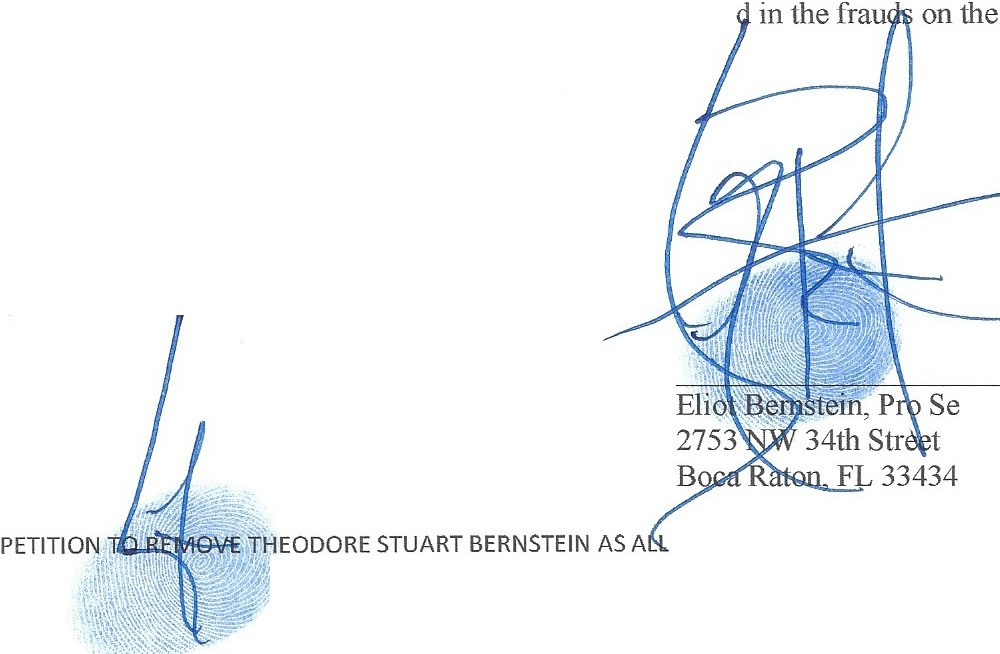 d in the frauds on the
Eliot Bernstein, Pro Se
2753 NW 34th Street
Boca Raton, FL 33434
PETITION TO REMOVE THEODORE STUART BERNSTEIN AS ALL